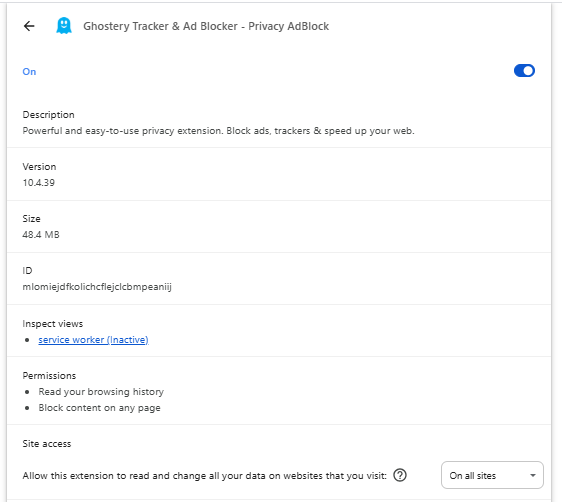 Ghostery Tracker & Ad Blocker - Privacy AdBlock
On
Description
Powerful and easy-to-use privacy extension. Block ads, trackers & speed up your web.
Version
10.4.39
Size
48.4 MB
ID
mlomiejdfkolichcflejclcbmpeaniij
Inspect views
service worker (Inactive)
Permissions
Read your browsing history
Block content on any page
Site access
Allow this extension to read and change all your data on websites that you visit:
On all sites